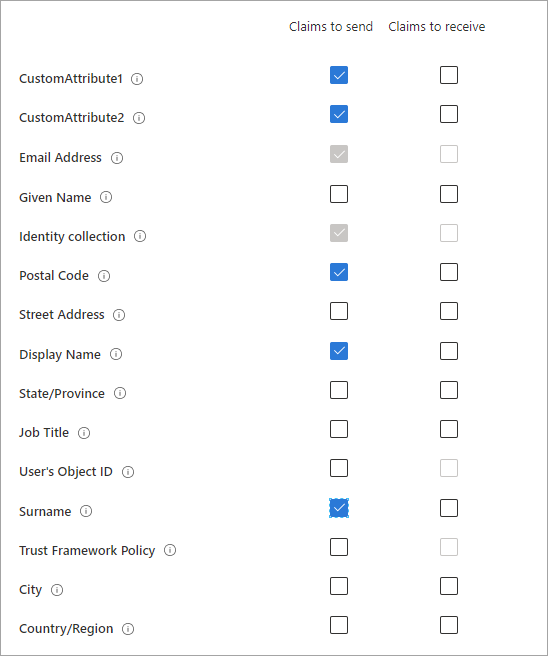 Claims to send Claims to receive
CustomAttribute1
CustomAttribute2
Email Address
Given Name
Identity collection
Postal Code
Street Address
Display Name
State/Province
Job Title
User's Object ID
Surname
Trust Framework Policy
City
Country/Region